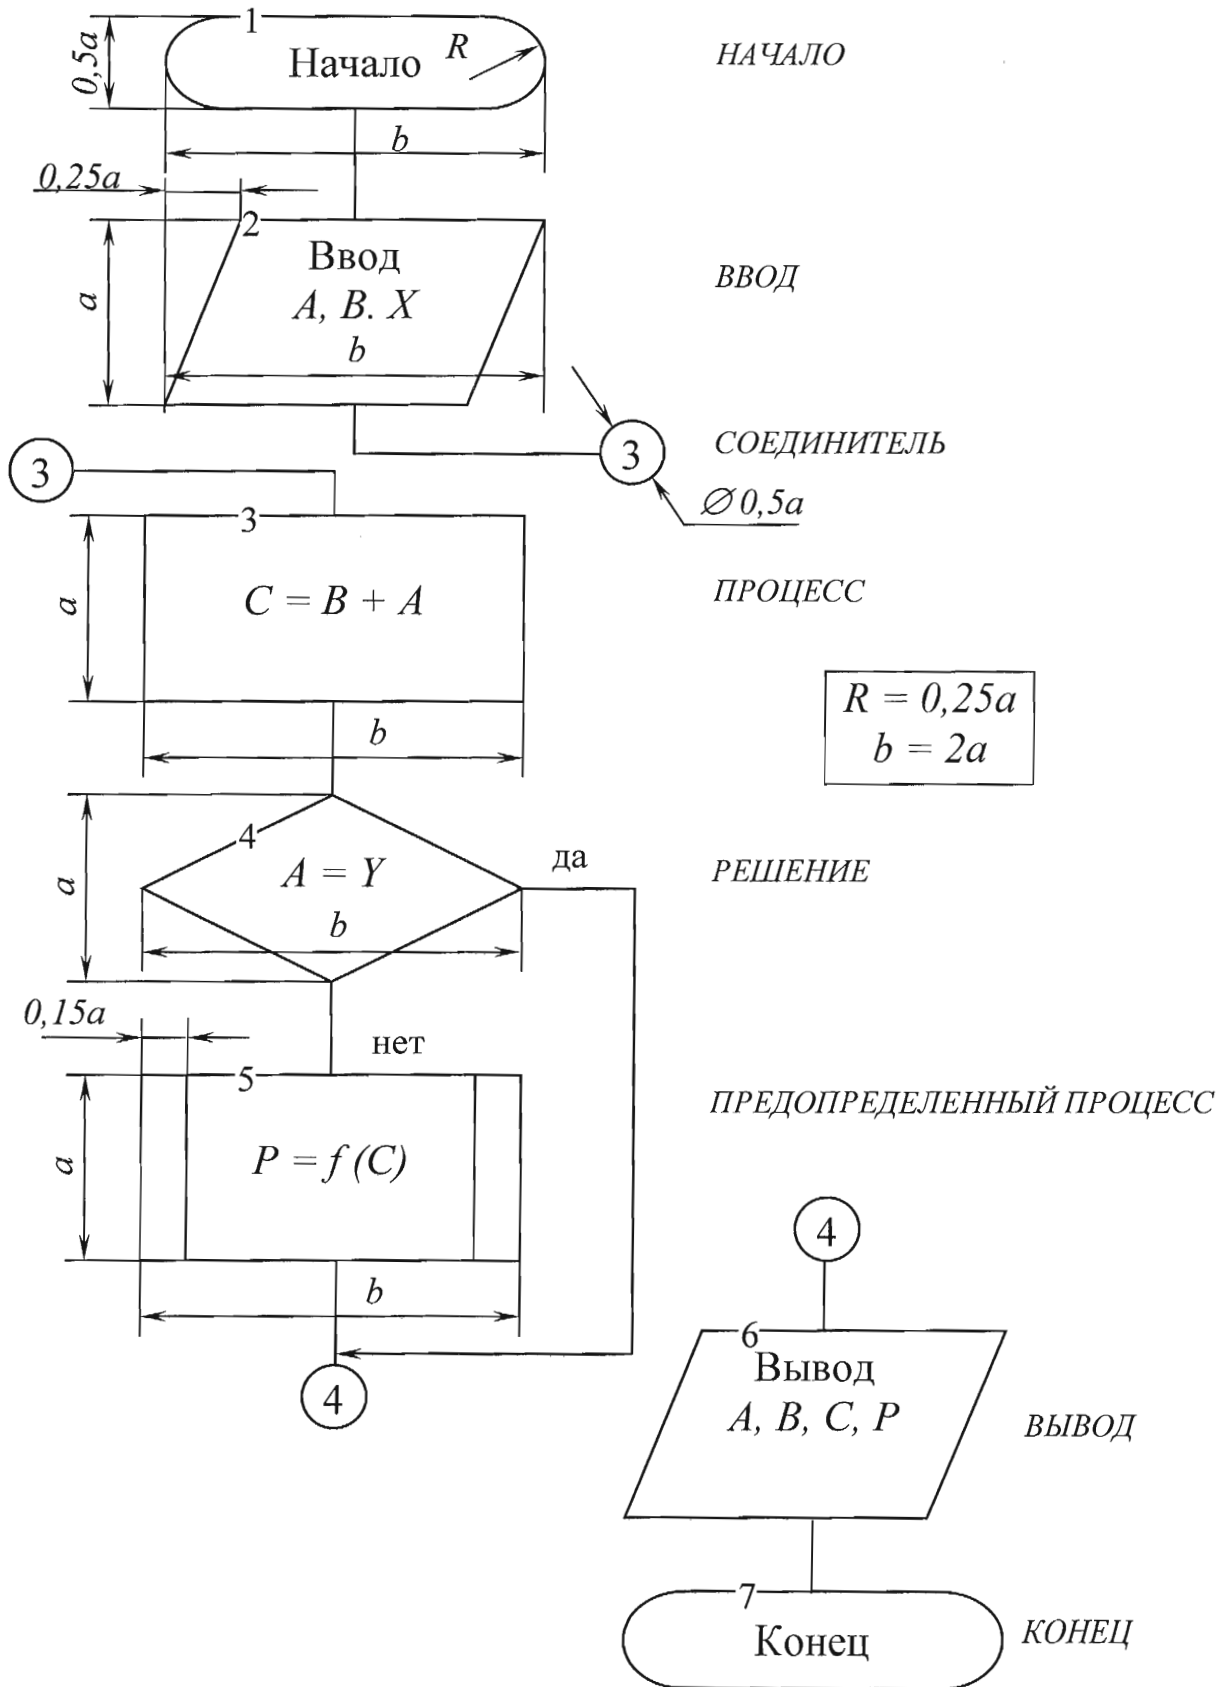 1
0,5a
Начало
R
НАЧАЛО
b
0,25a
2
Ввод
A, B. X
ВВОД
a
b
3
СОЕДИНИТЕЛЬ
3
∅ 0,5a
3
a
C = B + A
ПРОЦЕСС
R = 0,25a
b = 2a
b
4
A = Y
да
РЕШЕНИЕ
a
b
0,15a
нет
5
ПРЕДОПРЕДЕЛЕННЫЙ ПРОЦЕСС
a
P = f (C)
b
4
4
6
Вывод
A, B, C, P
ВЫВОД
7
Конец
КОНЕЦ